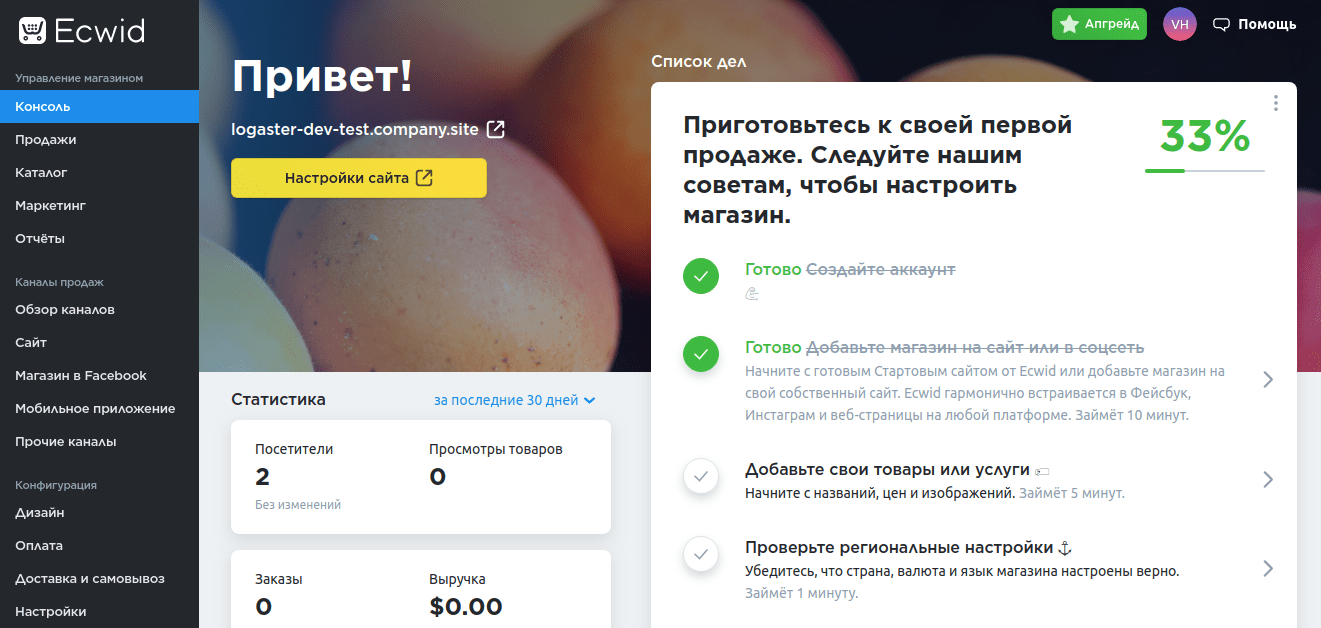 Ecwid
Управление магазином
Консоль
Продажи
Каталог
Маркетинг
Отчёты
Каналы продаж
Обзор каналов
Сайт
Магазин в Facebook
Мобильное приложение
Прочие каналы
Конфигурация
Дизайн
Оплата
Доставка и самовывоз
Настройки
Апгрейд
VH
Помощь
Привет!
logaster-dev-test.company.site
Настройки сайта
Статистика
за последние 30 дней
Посетители
Просмотры товаров
2
0
Без изменений
Заказы
Выручка
0
$0.00
Список дел
Приготовьтесь к своей первой
продаже. Следуйте нашим
советам, чтобы настроить
магазин.
33%
Готово Создайте аккаунт
Готово Добавьте магазин на сайт или в соцсеть
Начните с готовым Стартовым сайтом от Ecwid или добавьте магазин на
свой собственный сайт. Ecwid гармонично встраивается в Фейсбук,
Инстаграм и веб-страницы на любой платформе. Займёт 10 минут.
Добавьте свои товары или услуги
Начните с названий, цен и изображений. Займёт 5 минут.
Проверьте региональные настройки ⚓
Убедитесь, что страна, валюта и язык магазина настроены верно.
Займёт 1 минуту.